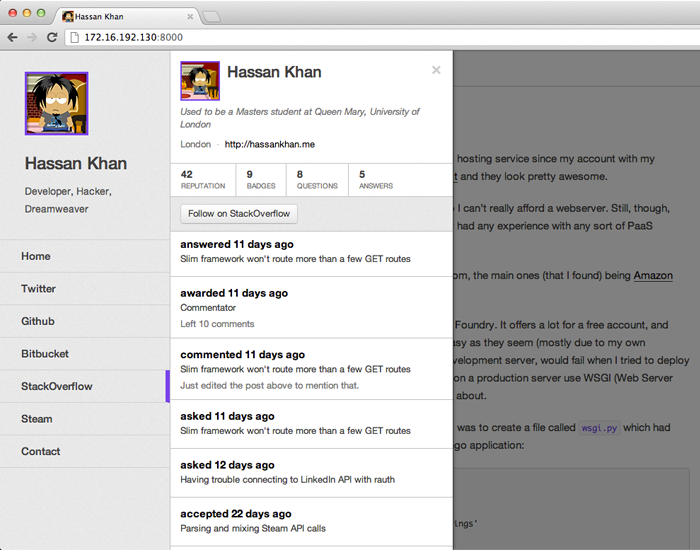 Hassan Khan
172.16.192.130:8000
Hassan Khan
Developer, Hacker,
Dreamweaver
Home
Twitter
Github
Bitbucket
StackOverflow
Steam
Contact
Hassan Khan
×
Used to be a Masters student at Queen Mary, University of
London
London · http://hassankhan.me
42 9 8 5
REPUTATION BADGES QUESTIONS ANSWERS
Follow on StackOverflow
answered 11 days ago
Slim framework won't route more than a few GET routes
awarded 11 days ago
Commentator
Left 10 comments
commented 11 days ago
Slim framework won't route more than a few GET routes
Just edited the post above to mention that.
asked 11 days ago
Slim framework won't route more than a few GET routes
asked 12 days ago
Having trouble connecting to LinkedIn API with rauth
accepted 22 days ago
Parsing and mixing Steam API calls
hosting service since my account with my
t and they look pretty awesome.
I can't really afford a webserver. Still, though,
had any experience with any sort of PaaS
om, the main ones (that I found) being Amazon
Foundry. It offers a lot for a free account, and
asy as they seem (mostly due to my own
velopment server, would fail when I tried to deploy
on a production server use WSGI (Web Server
about.
was to create a file called wsgi.py which had
go application:
ings'